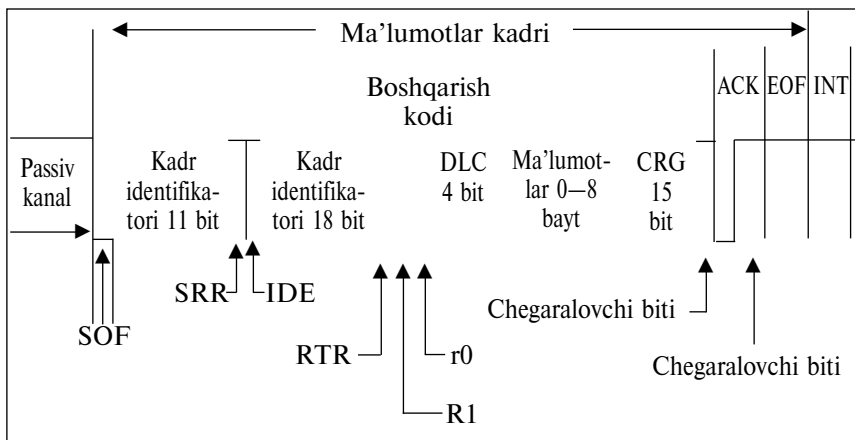 Ma’lumotlar kadri
Boshqarish
kodi
ACK EOF INT
Passiv
kanal
Kadr
identifika-
tori 11 bit
Kadr
identifika-
tori 18 bit
DLC
4 bit
Ma’lumot-
lar 0—8
bayt
CRG
15
bit
SRR IDE
SOF
RTR r0
R1
Chegaralovchi biti
Chegaralovchi biti